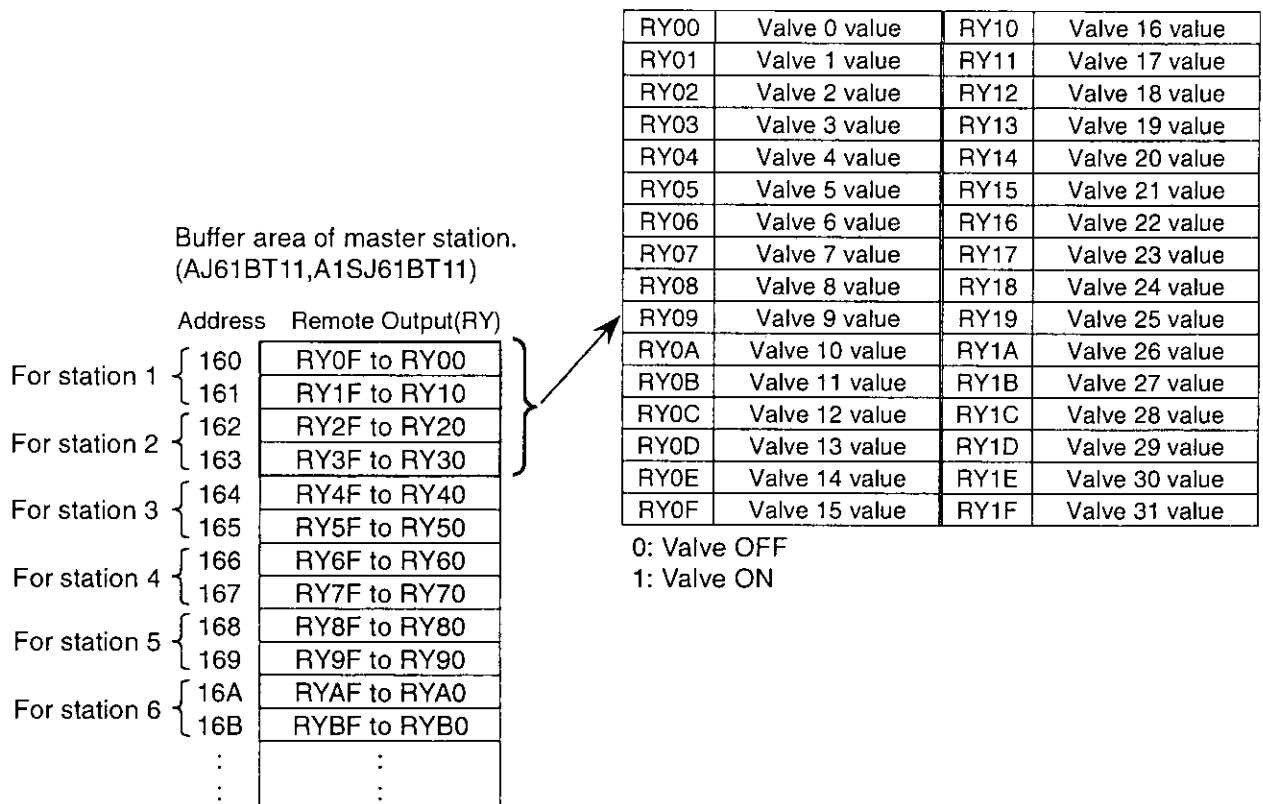 RY00 Valve 0 value RY10 Valve 16 value
RY01 Valve 1 value RY11 Valve 17 value
RY02 Valve 2 value RY12 Valve 18 value
RY03 Valve 3 value RY13 Valve 19 value
RY04 Valve 4 value RY14 Valve 20 value
RY05 Valve 5 value RY15 Valve 21 value
RY06 Valve 6 value RY16 Valve 22 value
RY07 Valve 7 value RY17 Valve 23 value
RY08 Valve 8 value RY18 Valve 24 value
RY09 Valve 9 value RY19 Valve 25 value
RY0A Valve 10 value RY1A Valve 26 value
RY0B Valve 11 value RY1B Valve 27 value
RY0C Valve 12 value RY1C Valve 28 value
RY0D Valve 13 value RY1D Valve 29 value
RY0E Valve 14 value RY1E Valve 30 value
RY0F Valve 15 value RY1F Valve 31 value
0: Valve OFF
1: Valve ON
Buffer area of master station.
(AJ61BT11,A1SJ61BT11)
Address Remote Output(RY)
For station 1
160 RY0F to RY00
161 RY1F to RY10
For station 2
162 RY2F to RY20
163 RY3F to RY30
For station 3
164 RY4F to RY40
165 RY5F to RY50
For station 4
166 RY6F to RY60
167 RY7F to RY70
For station 5
168 RY8F to RY80
169 RY9F to RY90
For station 6
16A RYAF to RYA0
16B RYBF to RYB0